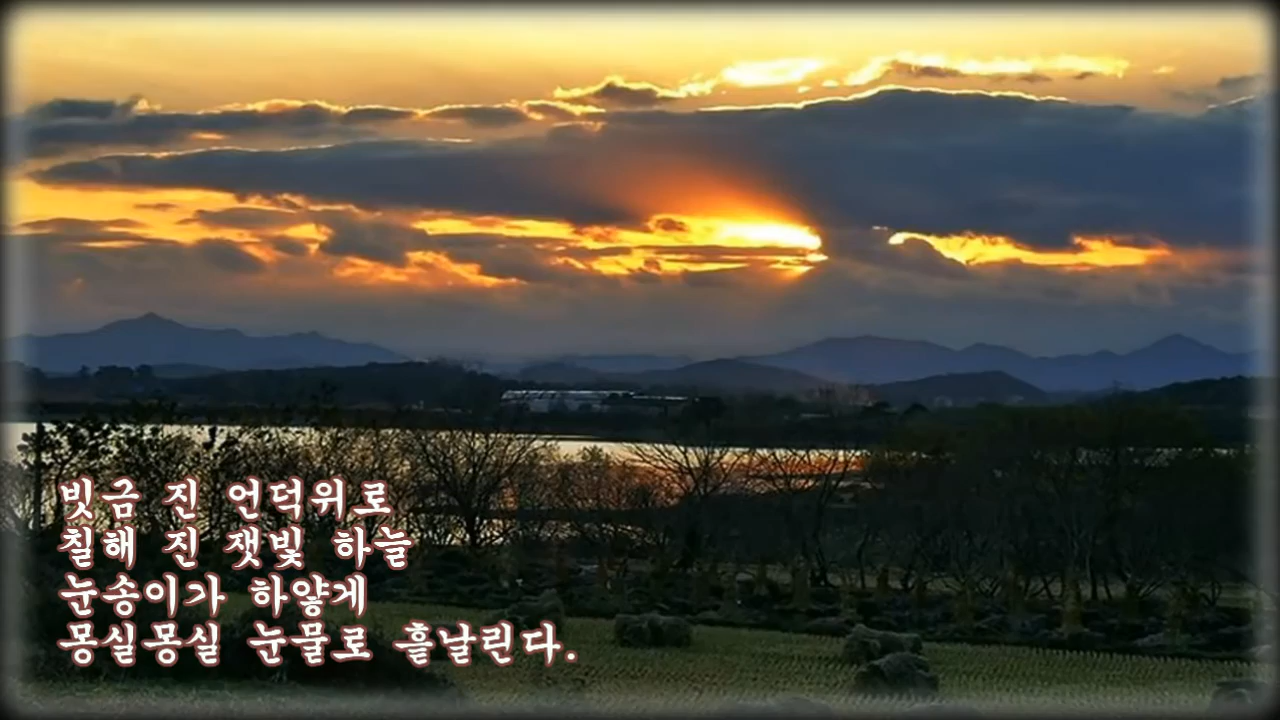 빗금 진 언덕위로
칠해 진 잿빛 하늘
눈송이가 하얗게
몽실몽실 눈물로 흩날린다.